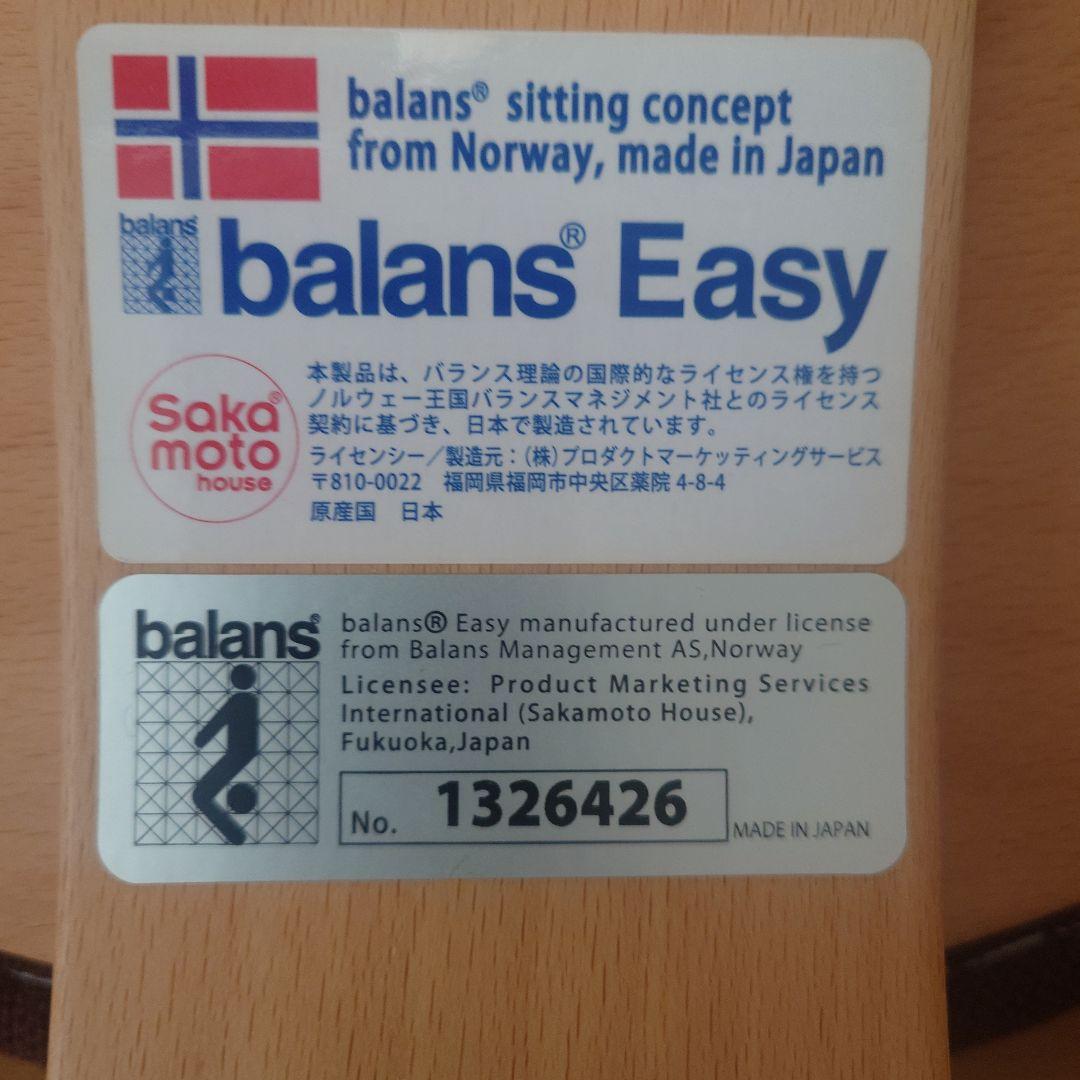 balans® sitting concept
from Norway, made in Japan
balans
balans® Easy
Saka®
moto
house
本製品は、バランス理論の国際的なライセンス権を持つ
ノルウェー王国バランスマネジメント社とのライセンス
契約に基づき、日本で製造されています。
ライセンシー／製造元：(株)プロダクトマーケッティングサービス
〒810-0022 福岡県福岡市中央区薬院 4-8-4
原産国 日本
balans®
balans® Easy manufactured under license
from Balans Management AS,Norway
Licensee: Product Marketing Services
International (Sakamoto House),
Fukuoka,Japan
No. 1326426
MADE IN JAPAN